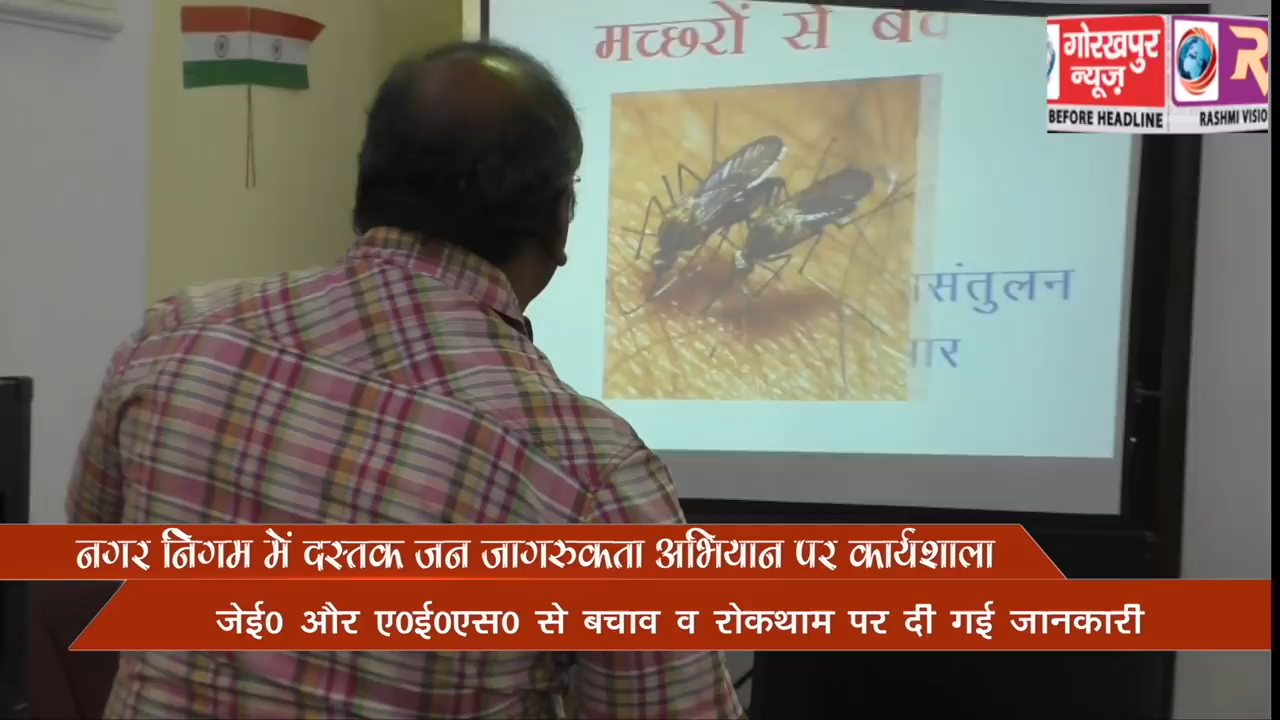 मच्छरों से
गोरखपुर
न्यूज़
BEFORE HEADLINE
R
RASHMI VISIO
नगर निगम में दस्तक जन जागरुकता अभियान पर कार्यशाला
जेई0 और ए0ई0एस0 से बचाव व रोकथाम पर दी गई जानकारी